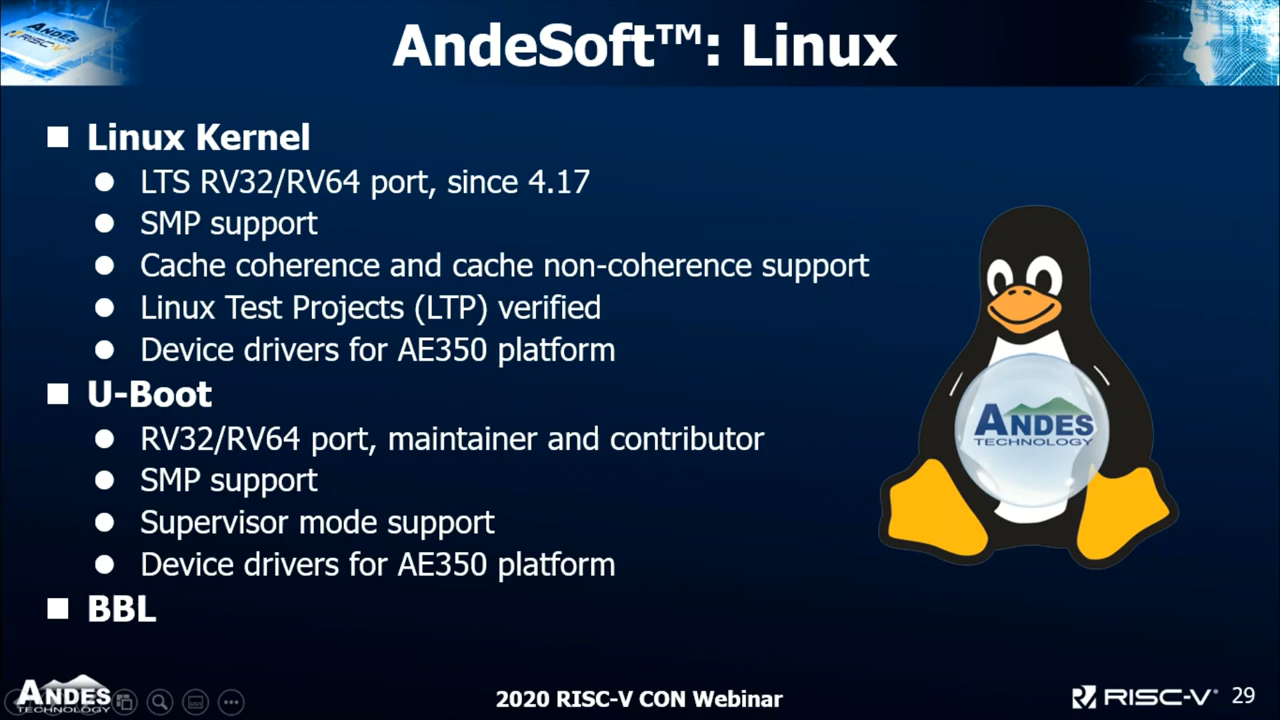 ANDES
RISC-V
AndeSoft™: Linux
Linux Kernel
LTS RV32/RV64 port, since 4.17
SMP support
Cache coherence and cache non-coherence support
Linux Test Projects (LTP) verified
Device drivers for AE350 platform
U-Boot
RV32/RV64 port, maintainer and contributor
SMP support
Supervisor mode support
Device drivers for AE350 platform
BBL
ANDES
TECHNOLOGY
ANDES
TECHNOLOGY
2020 RISC-V CON Webinar
RISC-V®
29